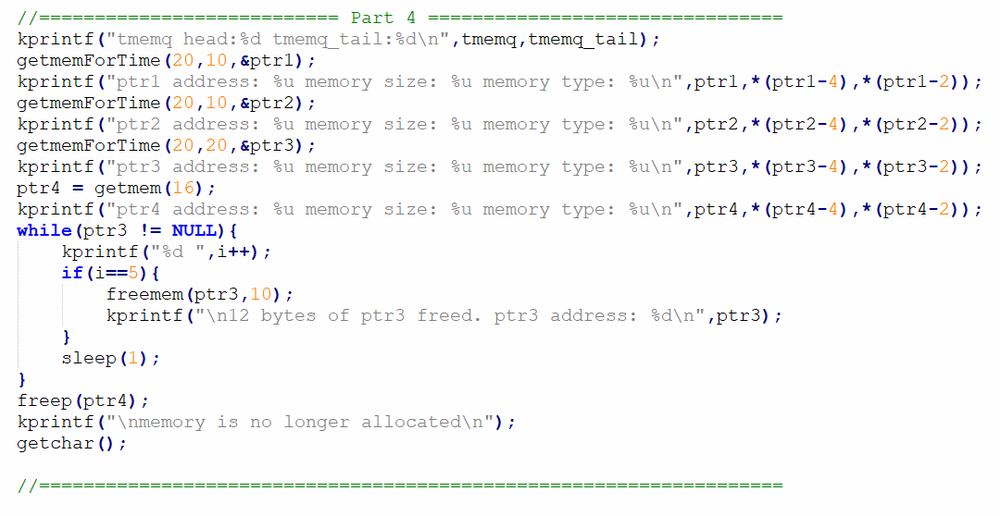 //=========================== Part 4 ================================
kprintf("tmemq head:%d tmemq_tail:%d\n",tmemq,tmemq_tail);
getmemForTime(20,10,&ptr1);
kprintf("ptr1 address: %u memory size: %u memory type: %u\n",ptr1,*(ptr1-4),*(ptr1-2));
getmemForTime(20,10,&ptr2);
kprintf("ptr2 address: %u memory size: %u memory type: %u\n",ptr2,*(ptr2-4),*(ptr2-2));
getmemForTime(20,20,&ptr3);
kprintf("ptr3 address: %u memory size: %u memory type: %u\n",ptr3,*(ptr3-4),*(ptr3-2));
ptr4 = getmem(16);
kprintf("ptr4 address: %u memory size: %u memory type: %u\n",ptr4,*(ptr4-4),*(ptr4-2));
while(ptr3 != NULL){
    kprintf("%d ",i++);
    if(i==5){
        freemem(ptr3,10);
        kprintf("\n12 bytes of ptr3 freed. ptr3 address: %d\n",ptr3);
    }
    sleep(1);
}
freep(ptr4);
kprintf("\nmemory is no longer allocated\n");
getchar();
//===================================================================